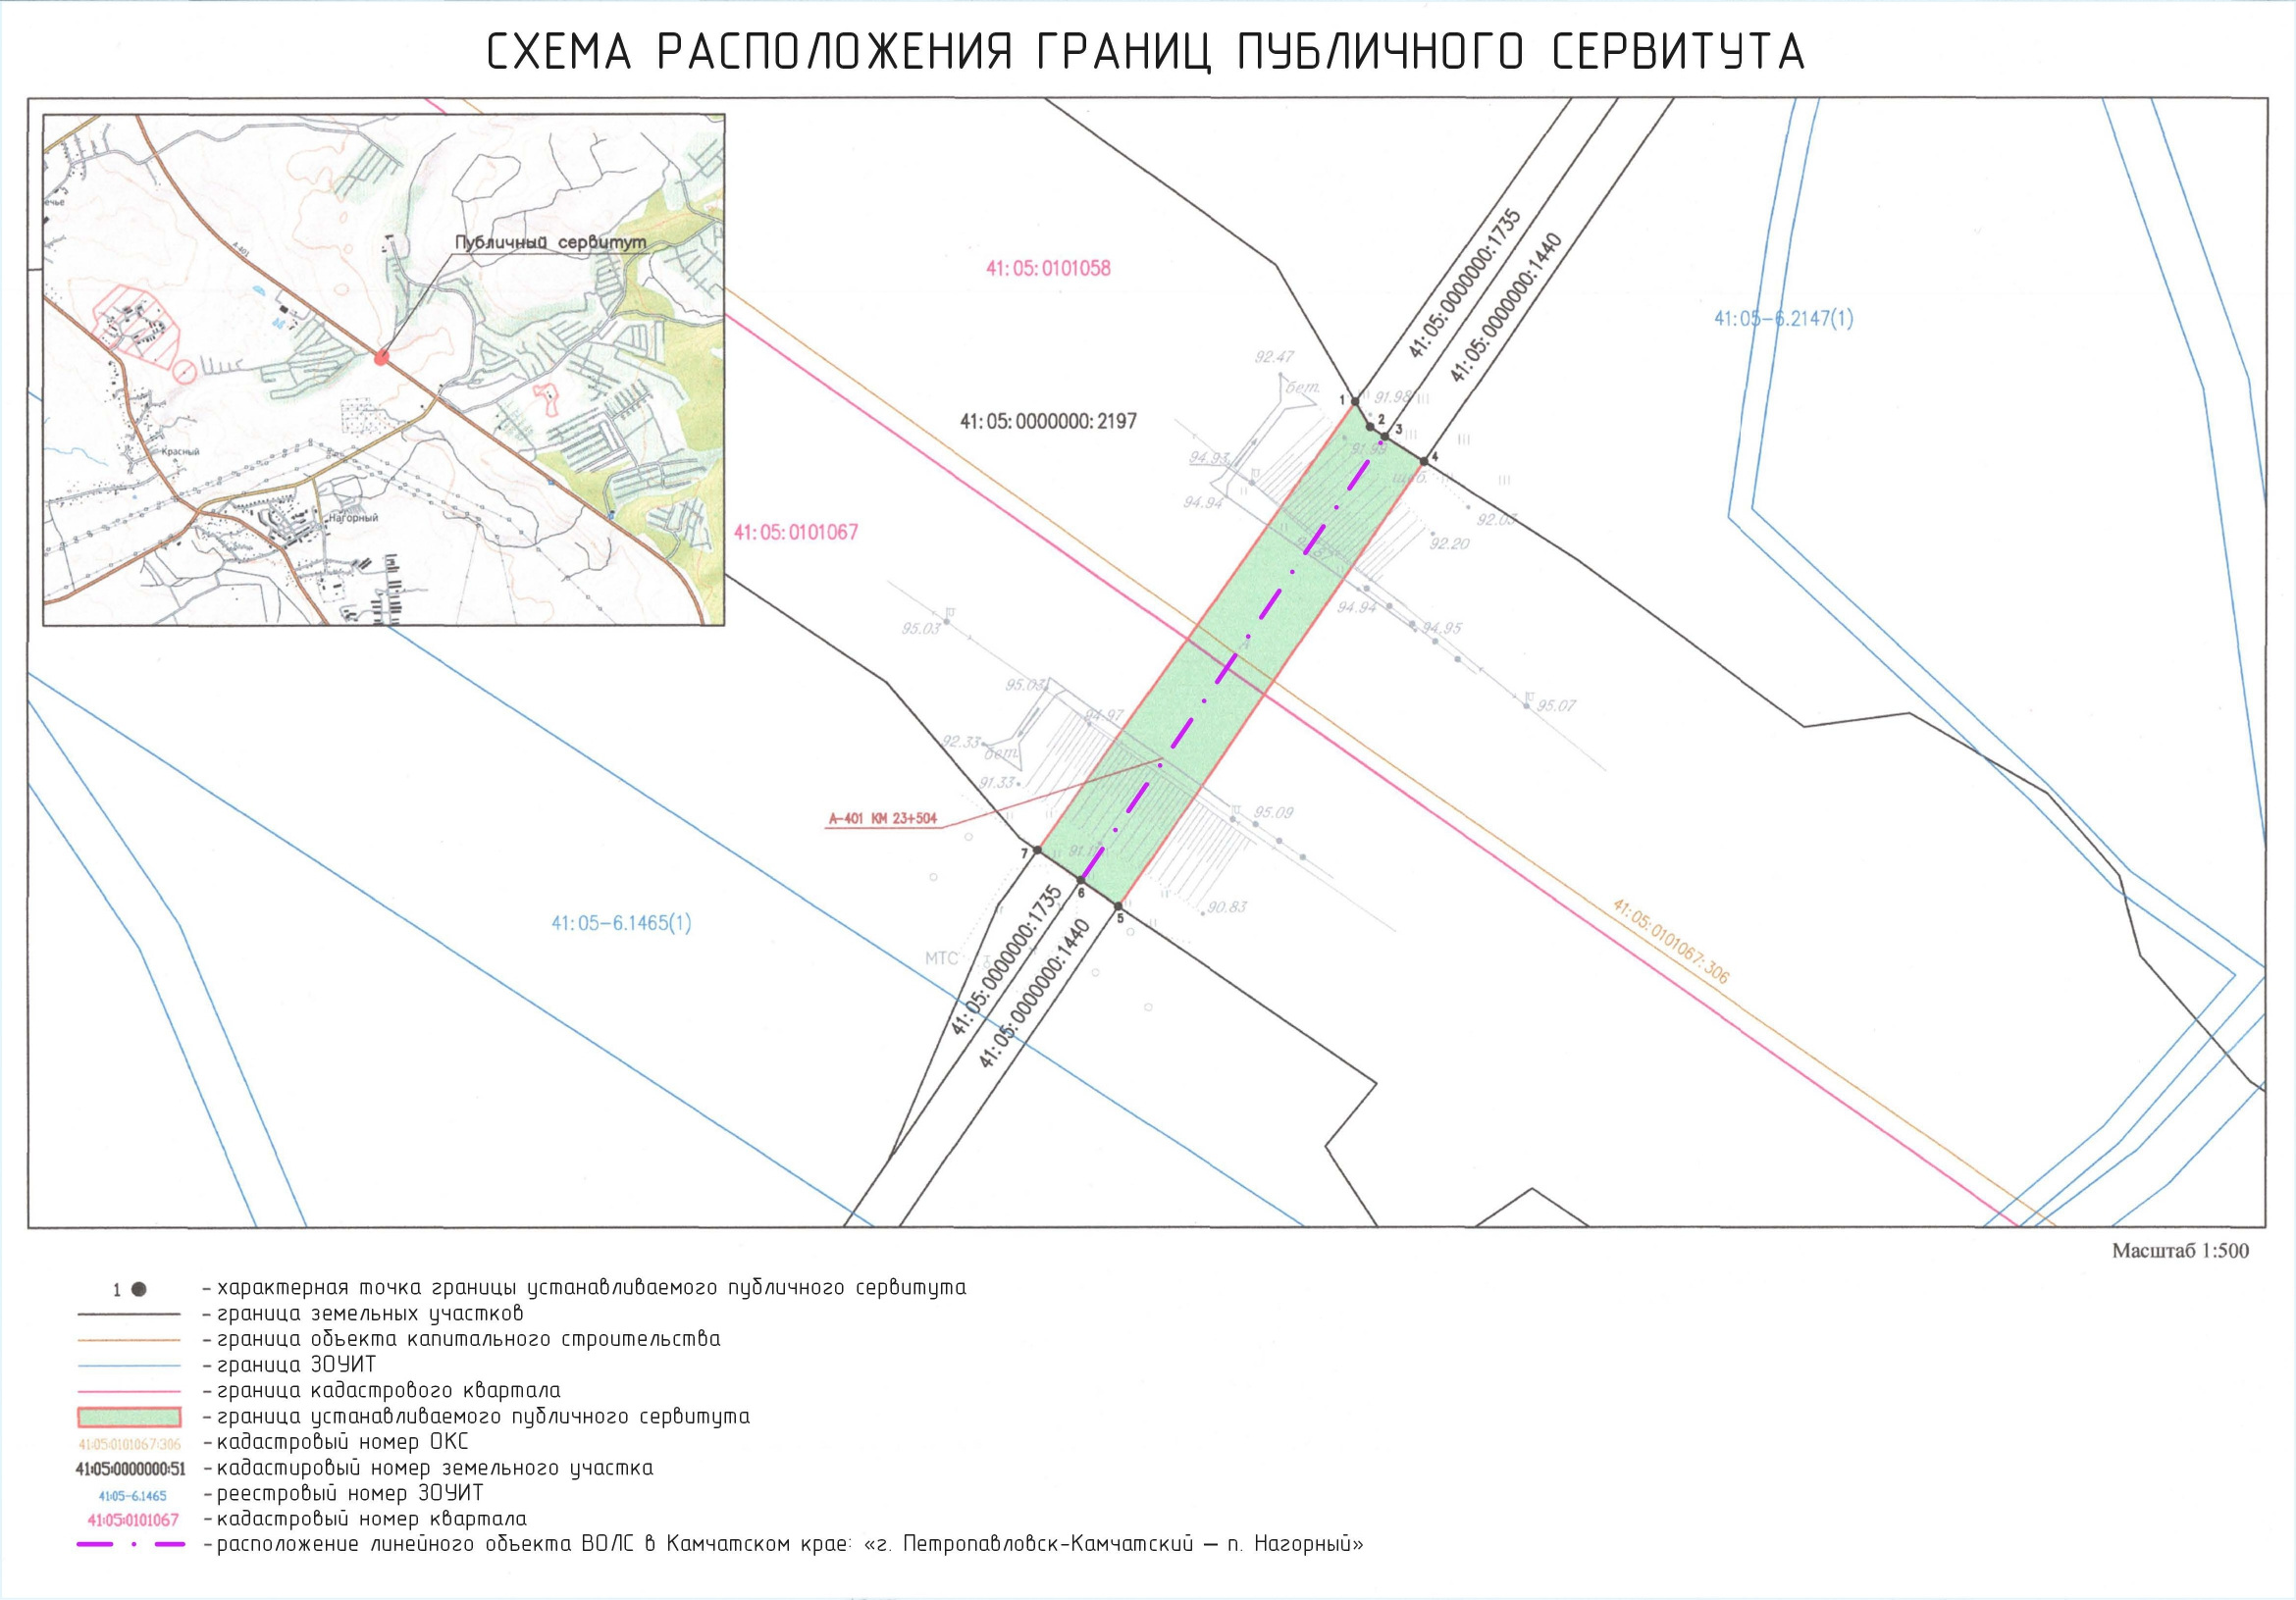 СХЕМА РАСПОЛОЖЕНИЯ ГРАНИЦ ПУБЛИЧНОГО СЕРВИТУТА
А-401
Публичный сервитут
Красный
Нагорный
41:05:0101058
41:05:0000000:1735
41:05:0000000:1440
41:05-6.2147(1)
92.47
бет.
1
91.98
2
3
41:05:0000000:2197
91.99
4
94.93
щеб.
94.94
92.03
92.20
41:05:0101067
94.94
94.95
95.03
95.03
95.07
94.97
92.33
бет.
91.33
А-401 КМ 23+504
95.09
7
6
5
90.83
41:05-6.1465(1)
МТС
41:05:0000000:1735
41:05:0000000:1440
41:05:0101067:306
Масштаб 1:500
1 - характерная точка границы устанавливаемого публичного сервитута
- граница земельных участков
- граница объекта капитального строительства
- граница ЗОУИТ
- граница кадастрового квартала
- граница устанавливаемого публичного сервитута
41:05:0101067:306 - кадастровый номер ОКС
41:05:0000000:51 - кадастировый номер земельного участка
41:05-6.1465 - реестровый номер ЗОУИТ
41:05:0101067 - кадастровый номер квартала
- расположение линейного объекта ВОЛС в Камчатском крае: «г. Петропавловск-Камчатский — п. Нагорный»